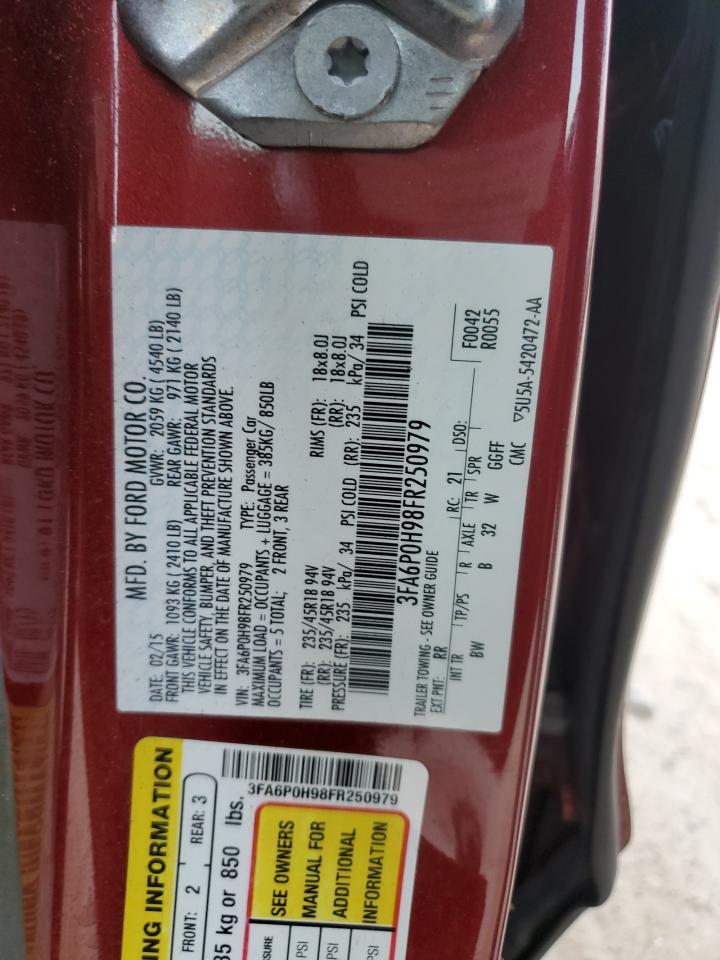 MFD. BY FORD MOTOR CO.
DATE: 02/15 GVWR: 2059 KG ( 4540 LB)
FRONT GAWR: 1093 KG ( 2410 LB) REAR GAWR: 971 KG ( 2140 LB)
THIS VEHICLE CONFORMS TO ALL APPLICABLE FEDERAL MOTOR
VEHICLE SAFETY, BUMPER, AND THEFT PREVENTION STANDARDS
IN EFFECT ON THE DATE OF MANUFACTURE SHOWN ABOVE.
VIN: 3FA6P0H98FR250979 TYPE: Passenger Car
MAXIMUM LOAD = OCCUPANTS + LUGGAGE = 385KG/ 850LB
OCCUPANTS = 5 TOTAL; 2 FRONT, 3 REAR
TIRE (FR): 235/45R18 94V RIMS (FR): 18x8.0J
(RR): 235/45R18 94V (RR): 18x8.0J
PRESSURE (FR): 235 kPa/ 34 PSI COLD (RR): 235 kPa/ 34 PSI COLD
3FA6P0H98FR250979
TRAILER TOWING - SEE OWNER GUIDE
EXT PNT: RR RC: 21 DSO: F0042
R0055
INT TR TP/PS R AXLE TR SPR
BW B 32 W GGFF
CMC ▽5U5A-5420472-AA
NG INFORMATION
FRONT: 2 REAR: 3
85 kg or 850 lbs.
3FA6P0H98FR250979
SEE OWNERS
MANUAL FOR
ADDITIONAL
INFORMATION
SSURE
PSI
PSI
PSI